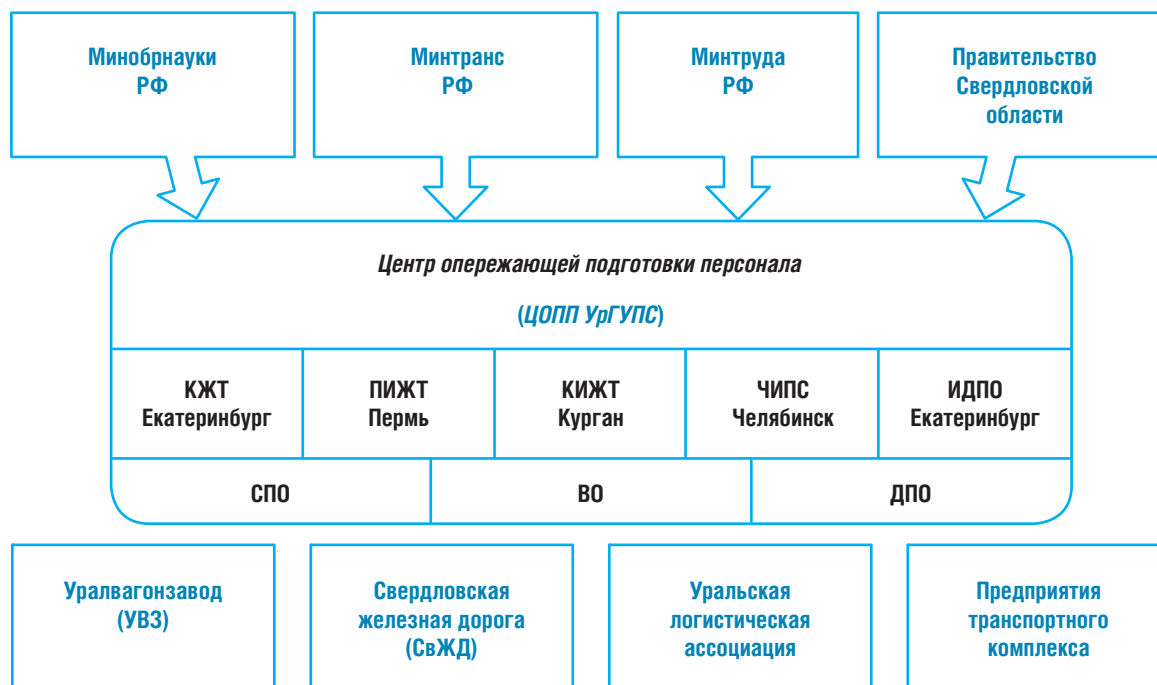 Минобрнауки
РФ
Минтранс
РФ
Минтруда
РФ
Правительство
Свердловской
области
Центр опережающей подготовки персонала
(ЦОПП УрГУПС)
КЖТ
Екатеринбург
ПИЖТ
Пермь
КИЖТ
Курган
ЧИПС
Челябинск
ИДПО
Екатеринбург
СПО
ВО
ДПО
Уралвагонзавод
(УВЗ)
Свердловская
железная дорога
(СвЖД)
Уральская
логистическая
ассоциация
Предприятия
транспортного
комплекса